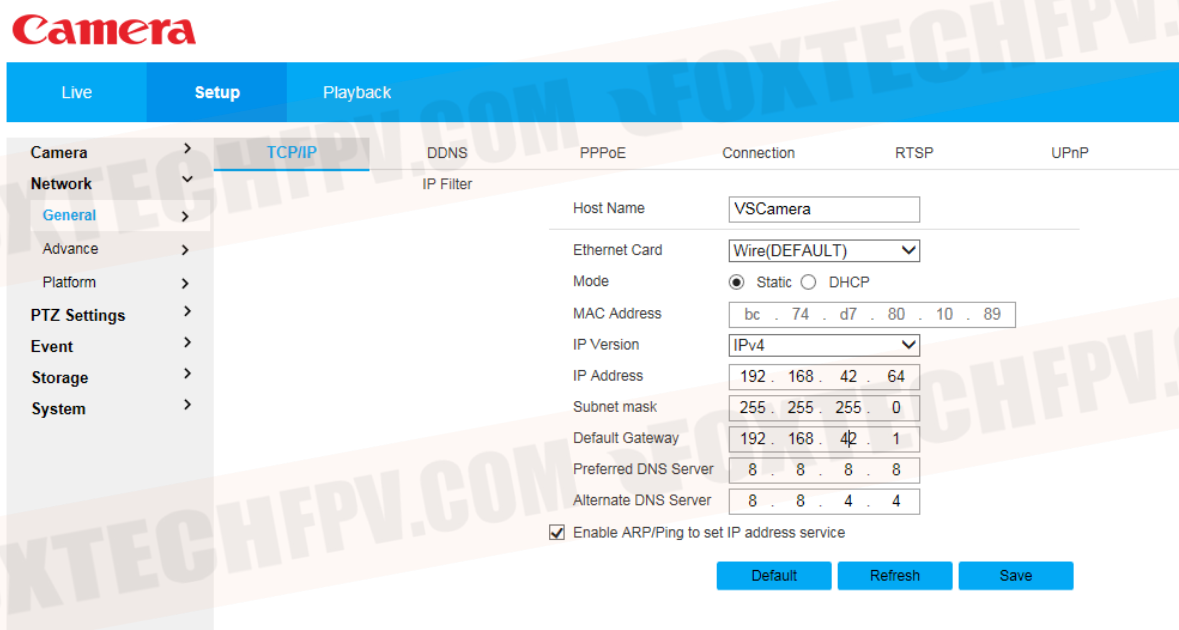 Camera
Live Setup Playback
Camera
Network
General
Advance
Platform
PTZ Settings
Event
Storage
System
TCP/IP DDNS PPPoE Connection RTSP UPnP
IP Filter
Host Name VSCamera
Ethernet Card Wire(DEFAULT)
Mode Static DHCP
MAC Address bc . 74 . d7 . 80 . 10 . 89
IP Version IPv4
IP Address 192 . 168 . 42 . 64
Subnet mask 255 . 255 . 255 . 0
Default Gateway 192 . 168 . 42 . 1
Preferred DNS Server 8 . 8 . 8 . 8
Alternate DNS Server 8 . 8 . 4 . 4
Enable ARP/Ping to set IP address service
Default Refresh Save
FOXTECHFPV.COM